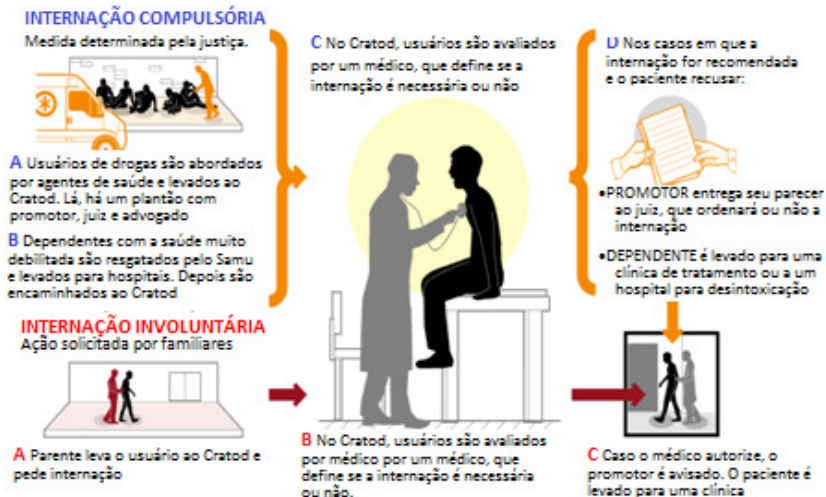 INTERNAÇÃO COMPULSÓRIA
Medida determinada pela justiça.
A Usuários de drogas são abordados
por agentes de saúde e levados ao
Cratod. Lá, há um plantão com
promotor, juiz e advogado
B Dependentes com a saúde muito
debilitada são resgatados pelo Samu
e levados para hospitais. Depois são
encaminhados ao Cratod
C No Cratod, usuários são avaliados
por um médico, que define se a
internação é necessária ou não
D Nos casos em que a
internação for recomendada
e o paciente recusar:
•PROMOTOR entrega seu parecer
ao juiz, que ordenará ou não a
internação
•DEPENDENTE é levado para uma
clínica de tratamento ou a um
hospital para desintoxicação
INTERNAÇÃO INVOLUNTÁRIA
Ação solicitada por familiares
A Parente leva o usuário ao Cratod e
pede internação
B No Cratod, usuários são avaliados
por médico por um médico, que
define se a internação é necessária
ou não.
C Caso o médico autorize, o
promotor é avisado. O paciente é
levado para uma clínica